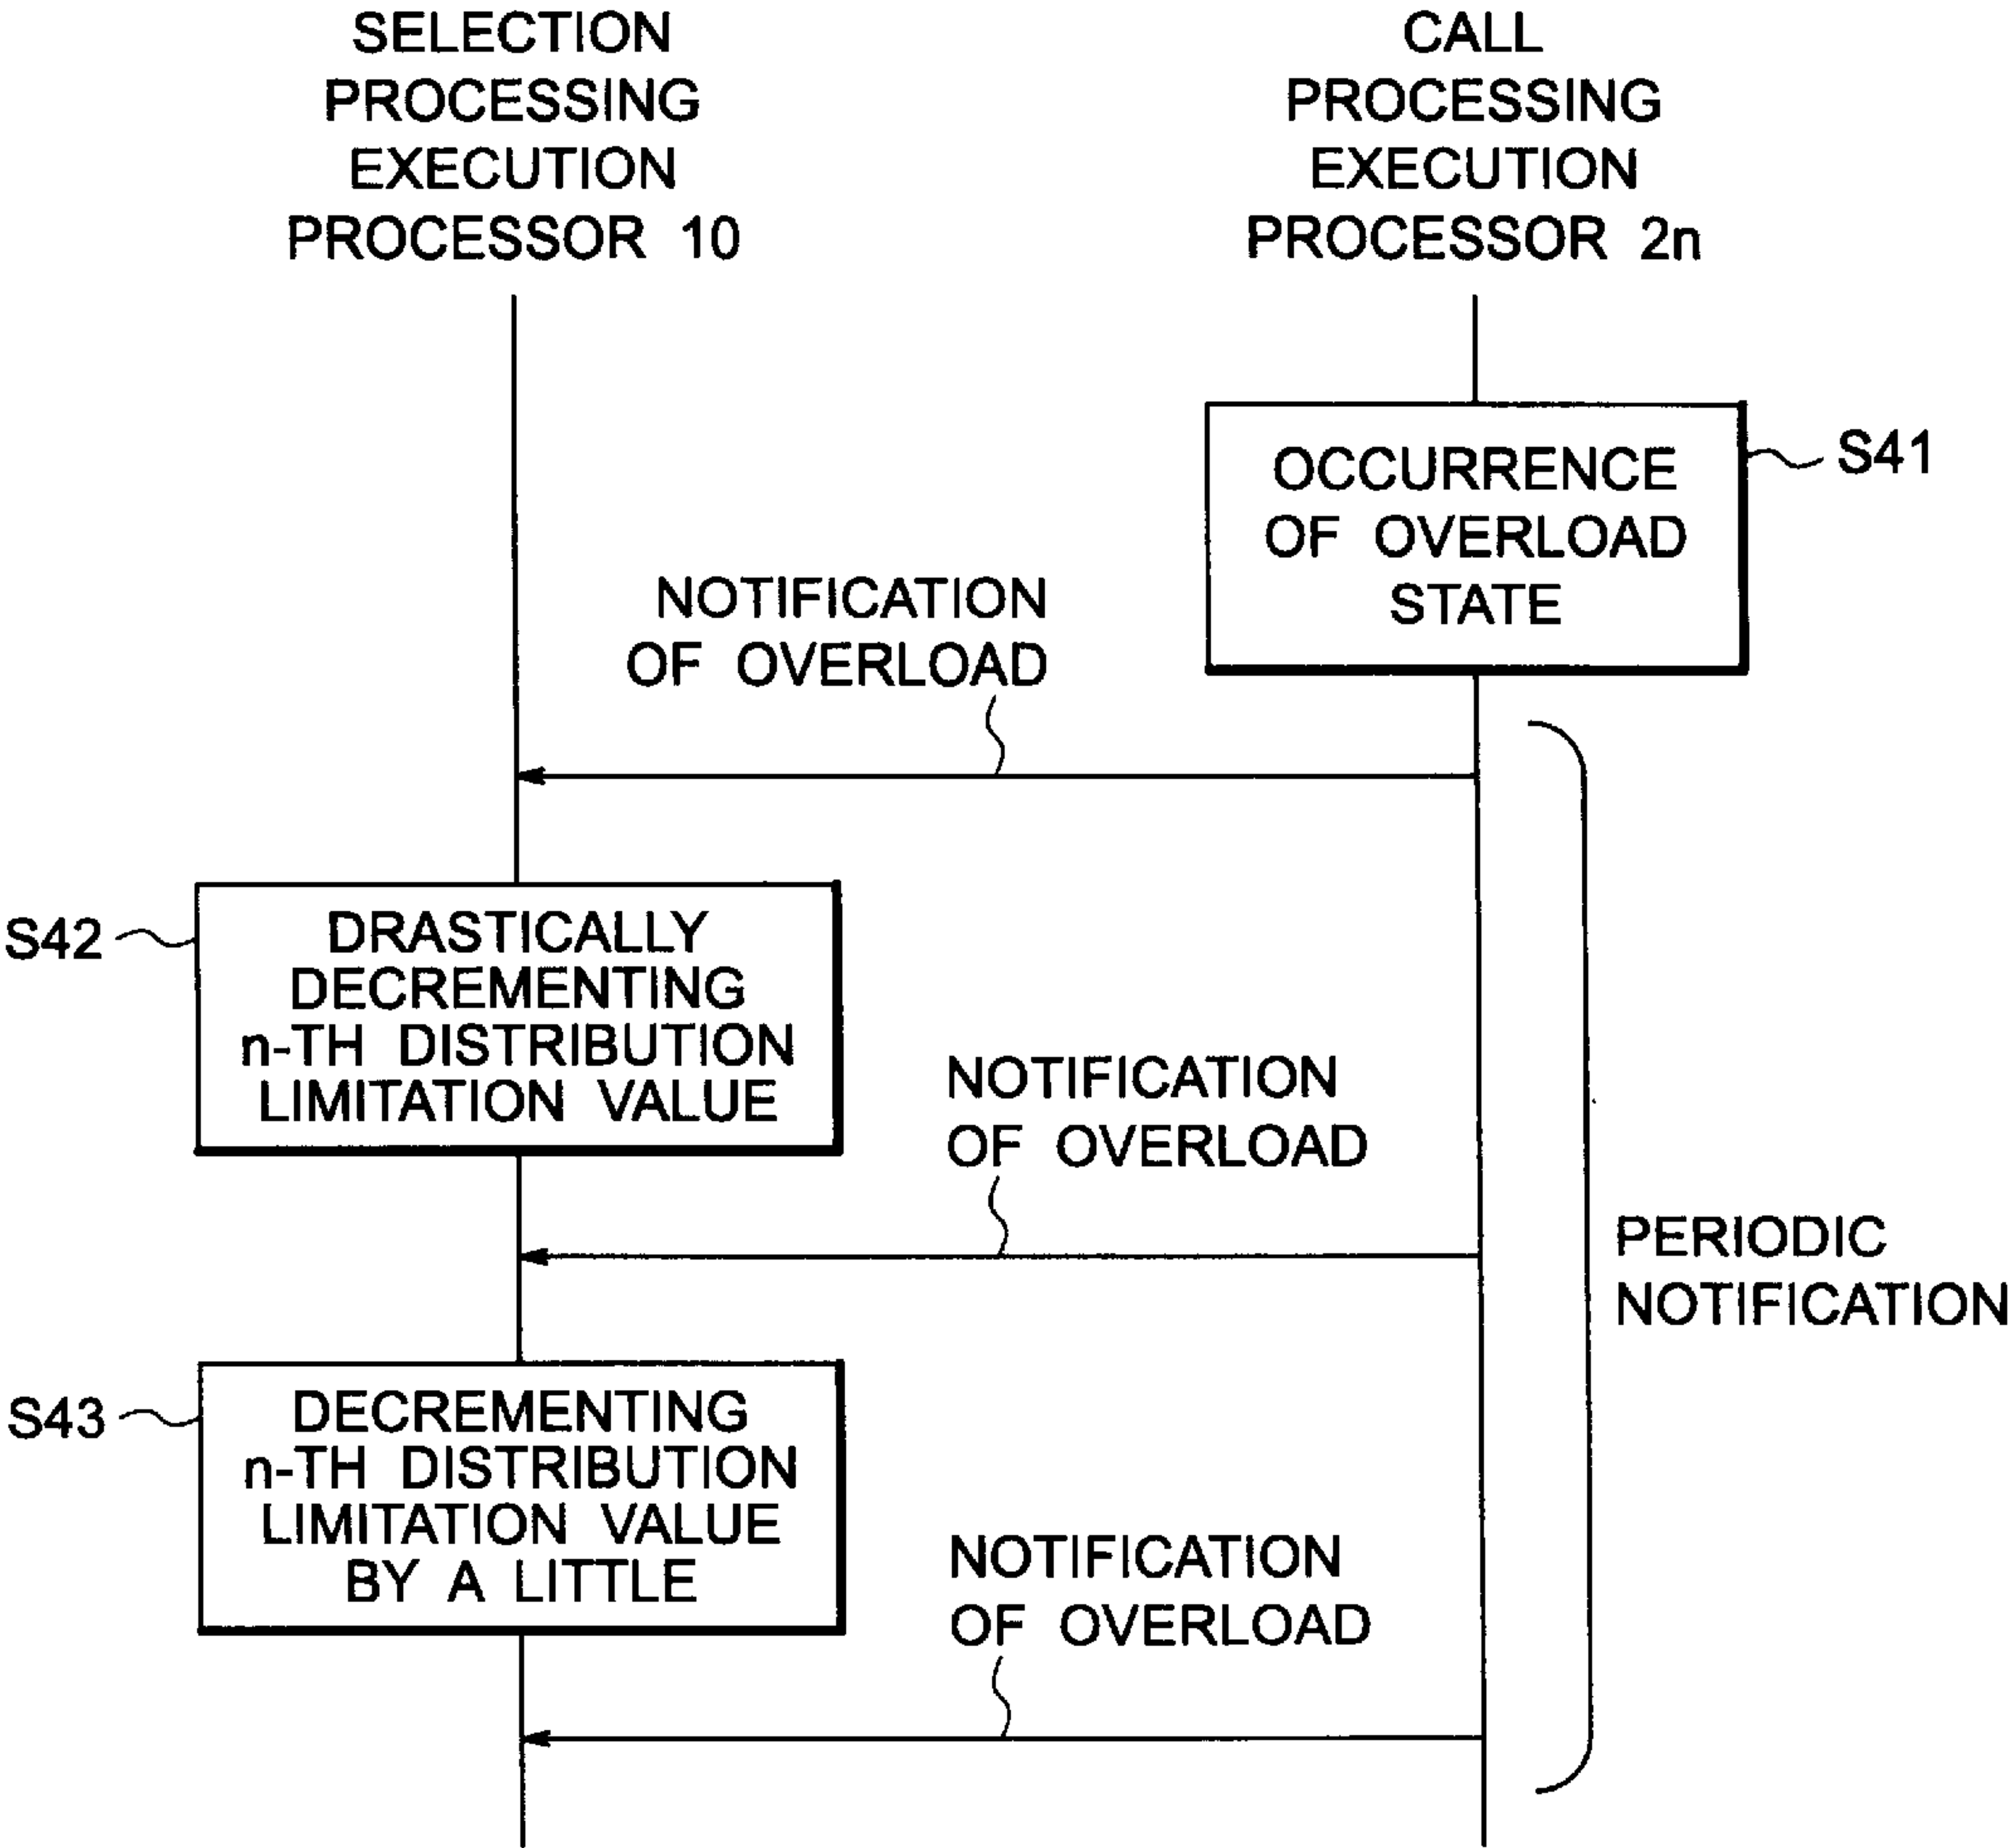 SELECTION
PROCESSING
EXECUTION
PROCESSOR 10
CALL
PROCESSING
EXECUTION
PROCESSOR 2n
OCCURRENCE
OF OVERLOAD
STATE
S41
NOTIFICATION
OF OVERLOAD
S42
DRASTICALLY
DECREMENTING
n-TH DISTRIBUTION
LIMITATION VALUE
NOTIFICATION
OF OVERLOAD
PERIODIC
NOTIFICATION
S43
DECREMENTING
n-TH DISTRIBUTION
LIMITATION VALUE
BY A LITTLE
NOTIFICATION
OF OVERLOAD